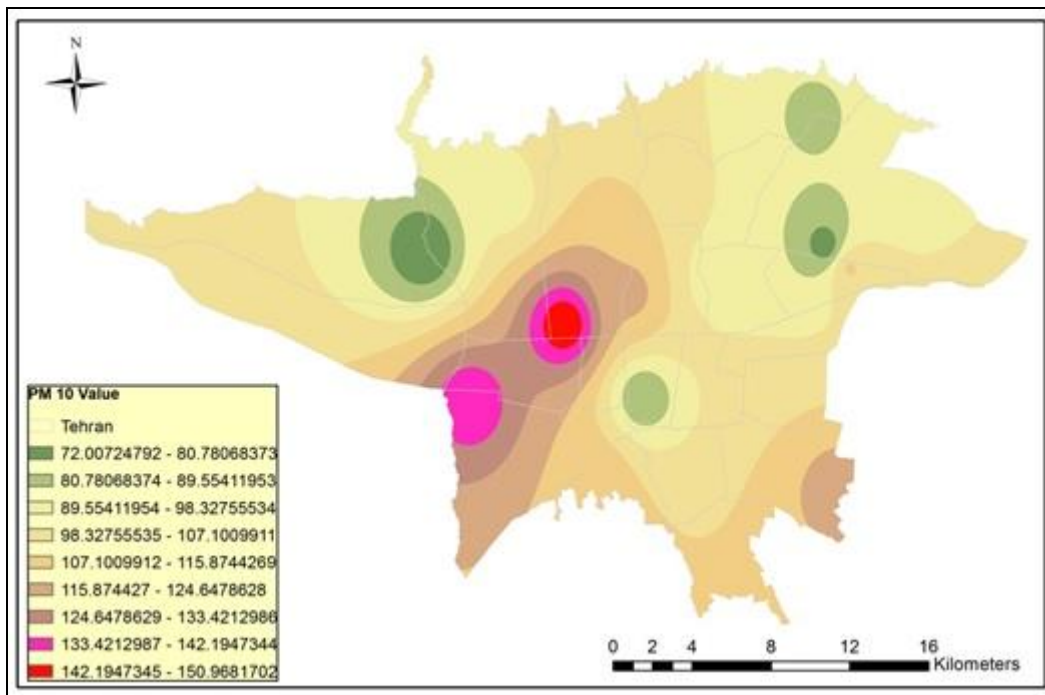 N
PM 10 Value
Tehran
72.00724792 - 80.78068373
80.78068374 - 89.55411953
89.55411954 - 98.32755534
98.32755535 - 107.1009911
107.1009912 - 115.8744269
115.874427 - 124.6478628
124.6478629 - 133.4212986
133.4212987 - 142.1947344
142.1947345 - 150.9681702
0 2 4 8 12 16
Kilometers